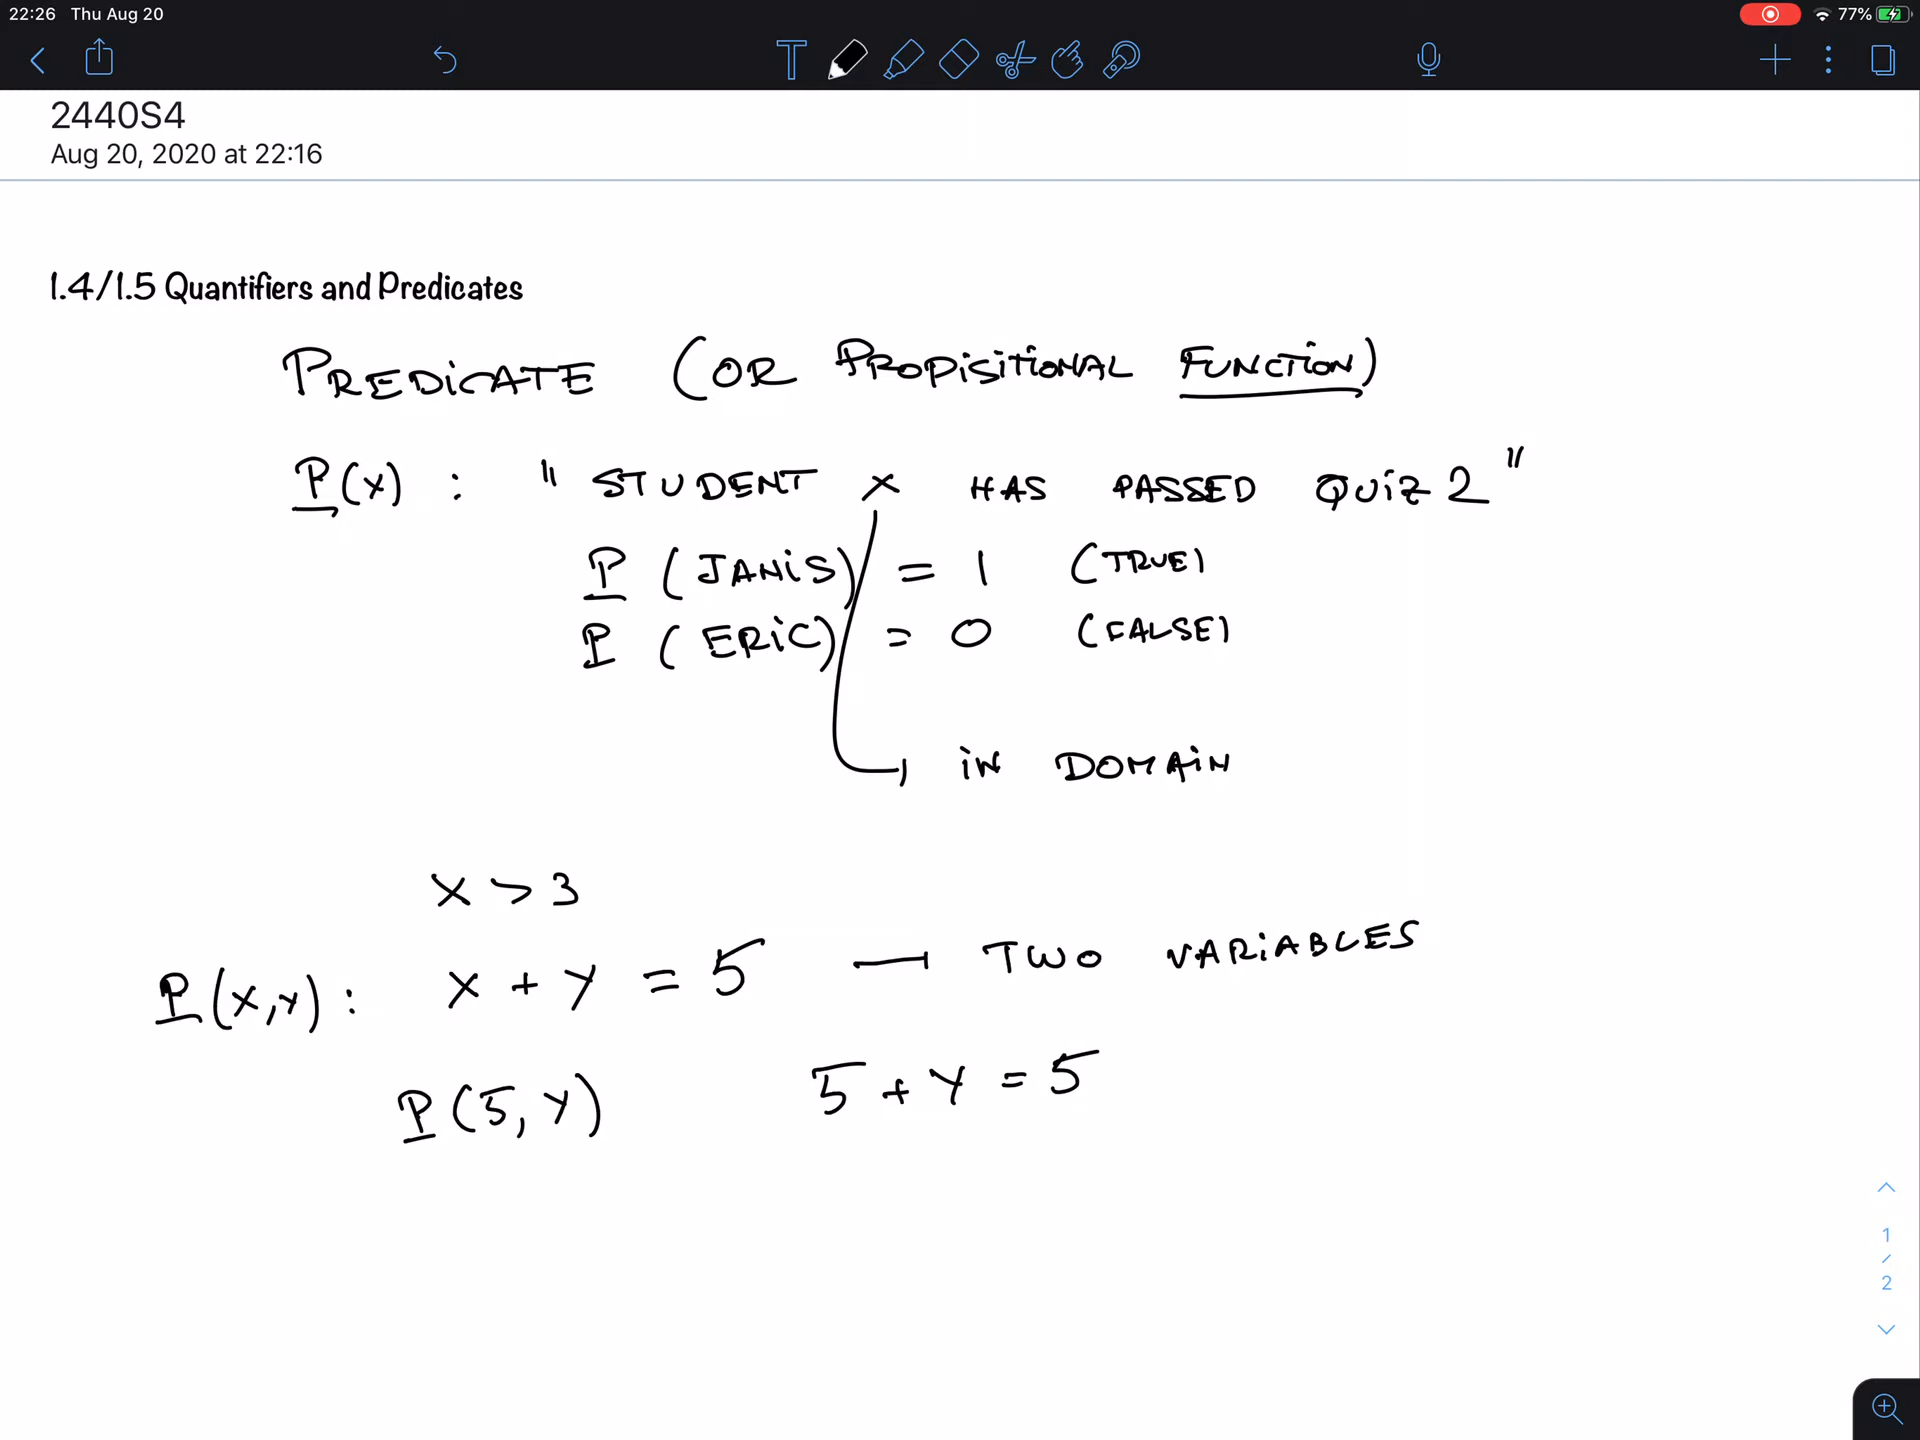 22:26 Thu Aug 20
77%
2440S4
Aug 20, 2020 at 22:16
1.4/1.5 Quantifiers and Predicates
PREDiCATE (OR PROPiSiTiONAL FUNCTiON)
P(X) : " STUDENT X HAS PASSED QUiZ 2 "
P (JANiS) = 1 (TRUE)
P (ERiC) = 0 (FALSE)
iN DOMAiN
X > 3
P(X,Y) : X + Y = 5 — TWO VARiABLES
P(5, Y) 5 + Y = 5
1
/
2